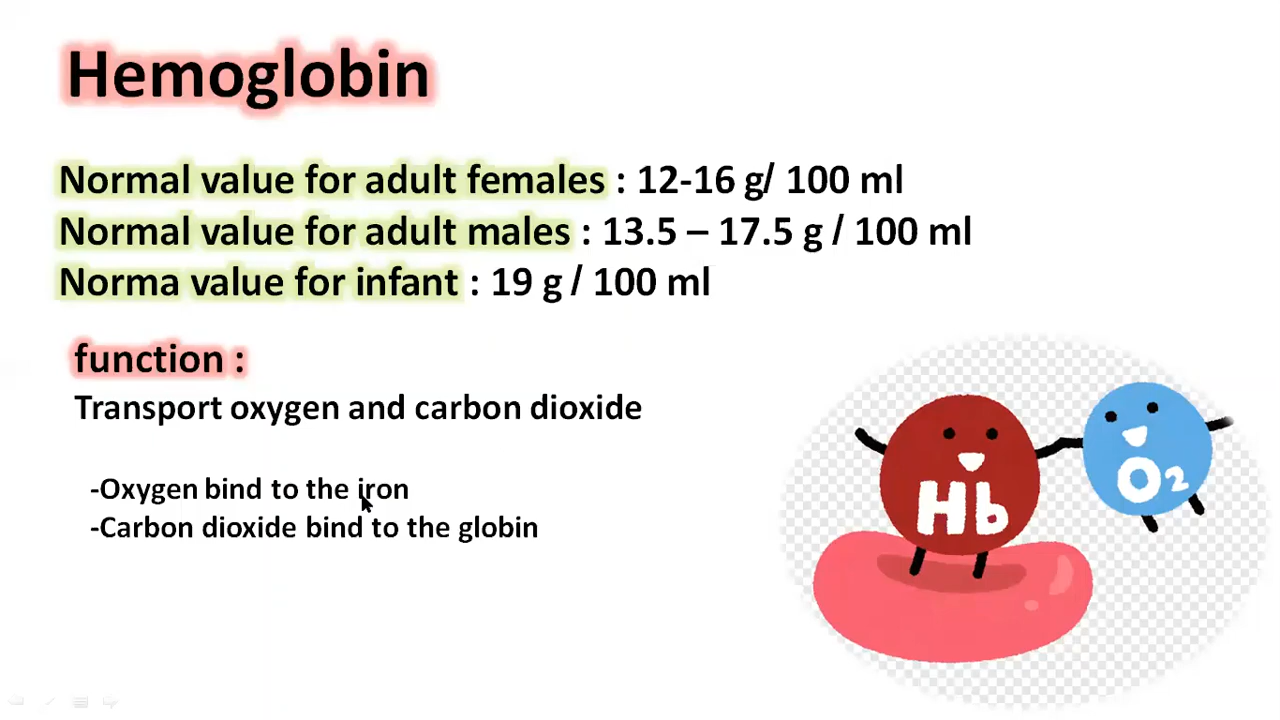 Hemoglobin
Normal value for adult females : 12-16 g/ 100 ml
Normal value for adult males : 13.5 – 17.5 g / 100 ml
Norma value for infant : 19 g / 100 ml
function :
Transport oxygen and carbon dioxide
-Oxygen bind to the iron
-Carbon dioxide bind to the globin
Hb
O2